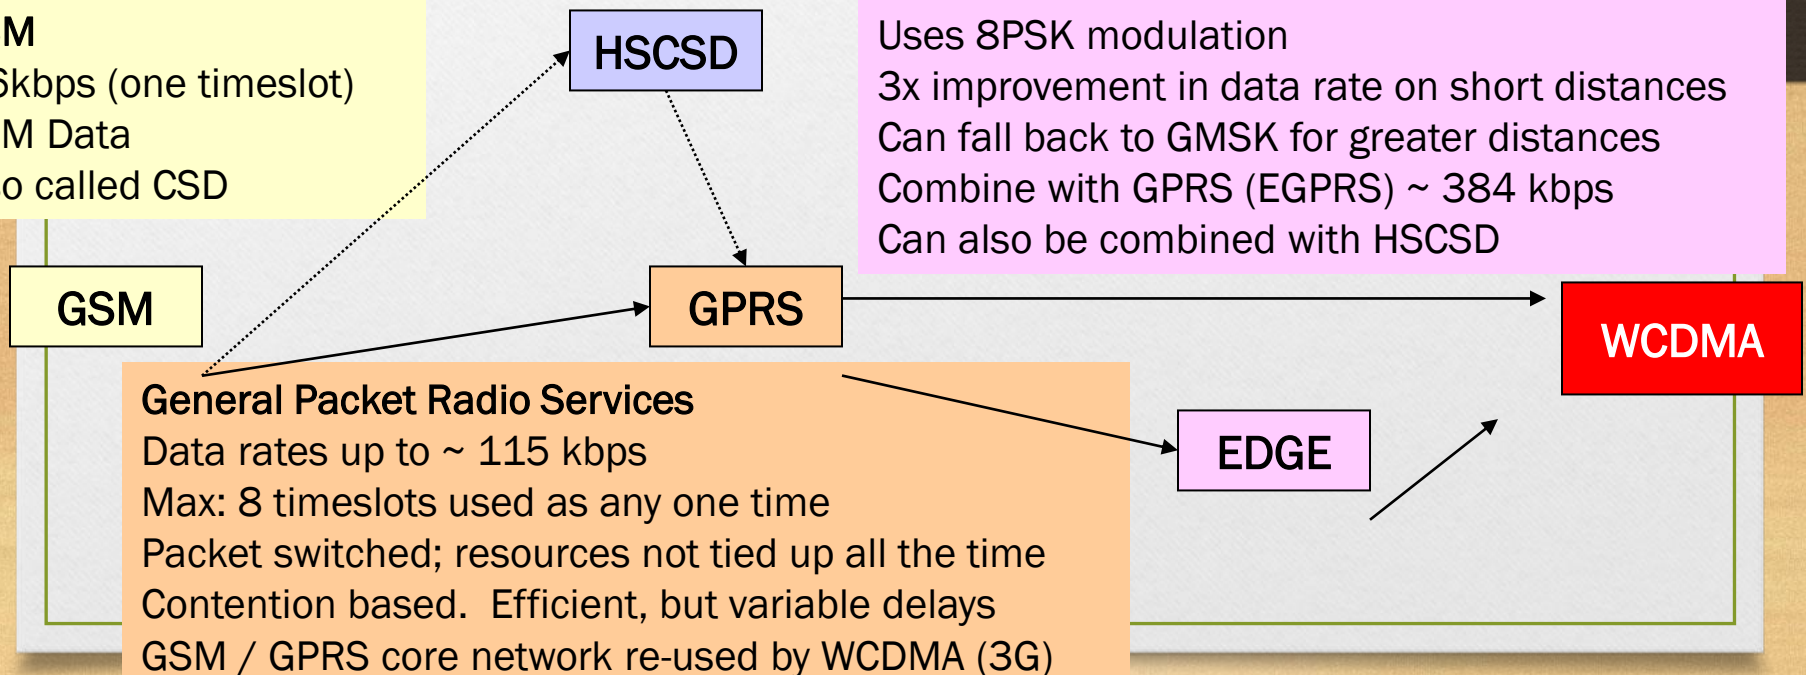 M
kbps (one timeslot)
M Data
o called CSD
HSCSD
Uses 8PSK modulation
3x improvement in data rate on short distances
Can fall back to GMSK for greater distances
Combine with GPRS (EGPRS) ~ 384 kbps
Can also be combined with HSCSD
GSM
GPRS
WCDMA
General Packet Radio Services
Data rates up to ~ 115 kbps
Max: 8 timeslots used as any one time
Packet switched; resources not tied up all the time
Contention based.  Efficient, but variable delays
GSM / GPRS core network re-used by WCDMA (3G)
EDGE